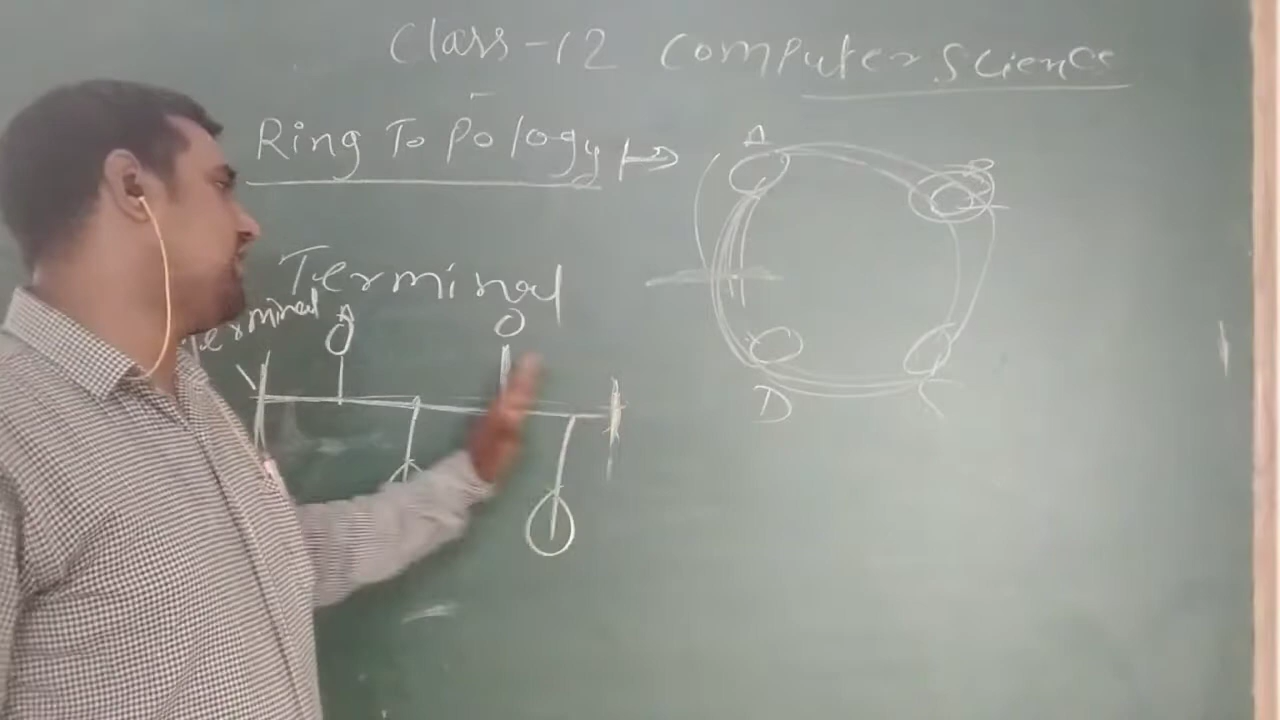 Class-12 Computer Science
Ring Topology
A
B
Terminal
Terminal
A
D
C